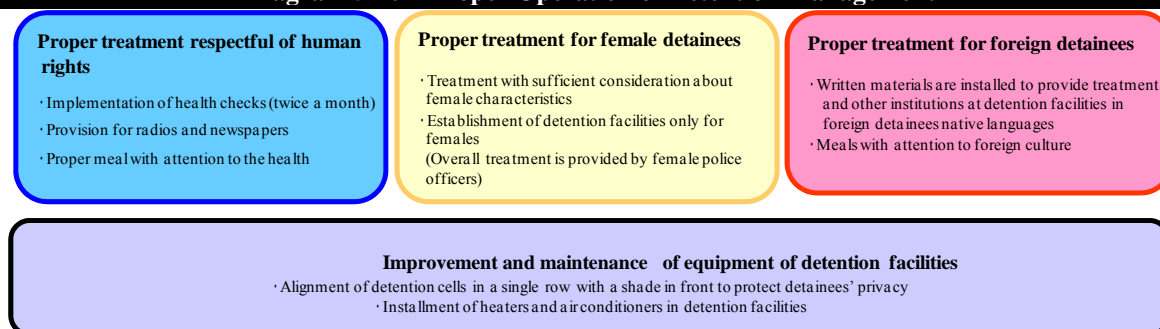 Proper treatment respectful of human
rights
·Implementation of health checks (twice a month)
·Provision for radios and newspapers
·Proper meal with attention to the health
Proper treatment for female detainees
·Treatment with sufficient consideration about
female characteristics
·Establishment of detention facilities only for
females
(Overall treatment is provided by female police
officers)
Proper treatment for foreign detainees
·Written materials are installed to provide treatment
and other institutions at detention facilities in
foreign detainees native languages
·Meals with attention to foreign culture
Improvement and maintenance of equipment of detention facilities
·Alignment of detention cells in a single row with a shade in front to protect detainees’ privacy
·Installment of heaters and air conditioners in detention facilities